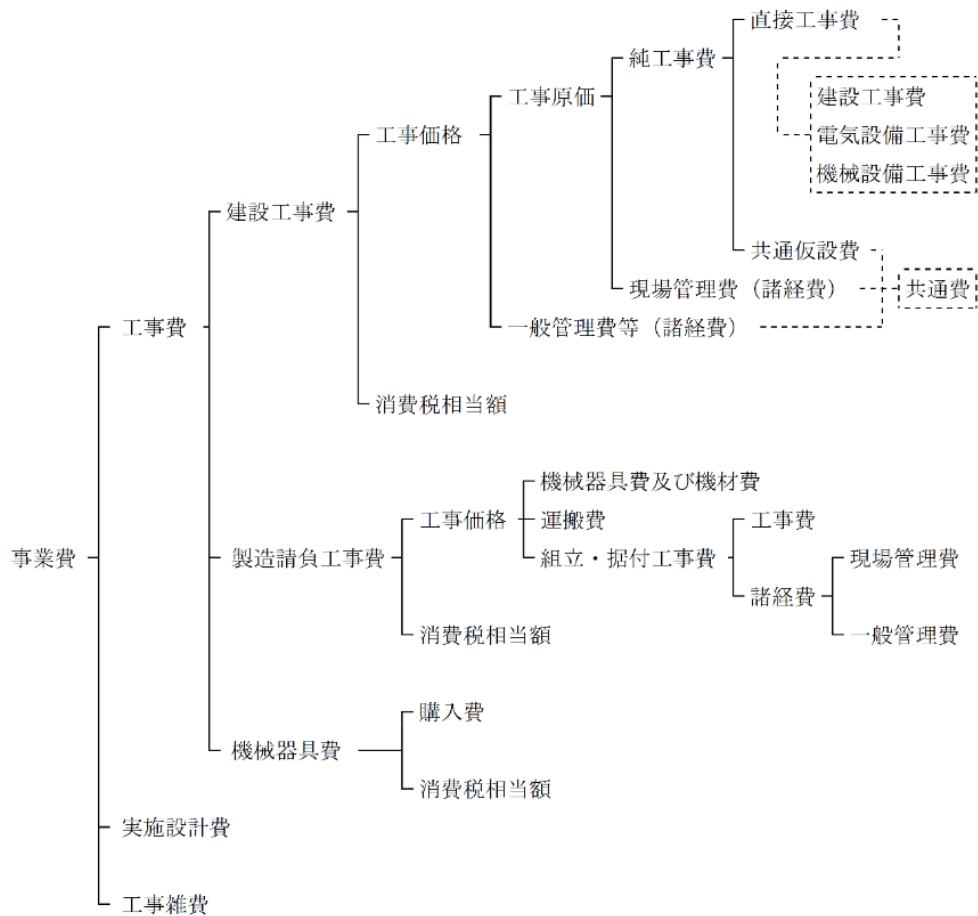 直接工事費
純工事費
建設工事費
工事原価
工事価格
電気設備工事費
機械設備工事費
建設工事費
共通仮設費
現場管理費（諸経費）
共通費
工事費
一般管理費等（諸経費）
消費税相当額
機械器具費及び機材費
工事価格
運搬費
工事費
事業費
製造請負工事費
組立・据付工事費
現場管理費
諸経費
消費税相当額
一般管理費
購入費
機械器具費
消費税相当額
実施設計費
工事雑費